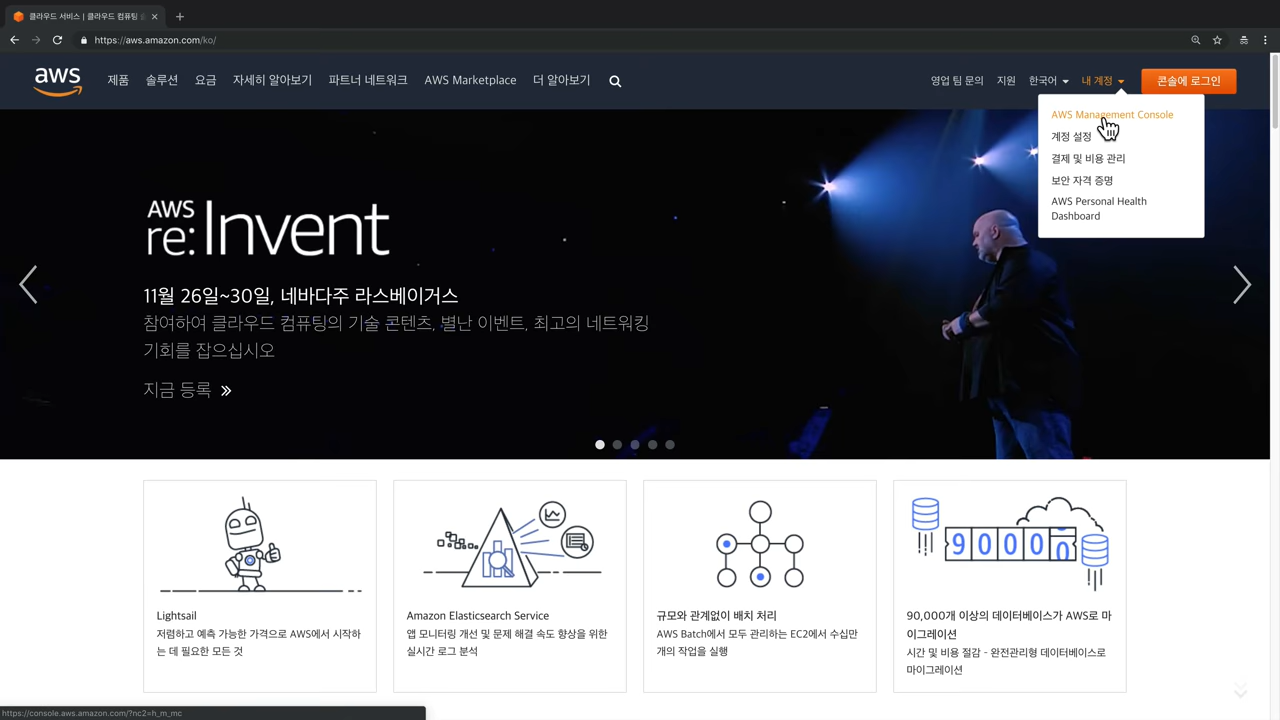 클라우드 서비스 | 클라우드 컴퓨팅
https://aws.amazon.com/ko/
aws
제품
솔루션
요금
자세히 알아보기
파트너 네트워크
AWS Marketplace
더 알아보기
영업 팀 문의
지원
한국어
내 계정
콘솔에 로그인
AWS Management Console
계정 설정
결제 및 비용 관리
보안 자격 증명
AWS Personal Health
Dashboard
AWS
re:Invent
11월 26일~30일, 네바다주 라스베이거스
참여하여 클라우드 컴퓨팅의 기술 콘텐츠, 별난 이벤트, 최고의 네트워킹
기회를 잡으십시오
지금 등록
90000
Lightsail
저렴하고 예측 가능한 가격으로 AWS에서 시작하
는 데 필요한 모든 것
Amazon Elasticsearch Service
앱 모니터링 개선 및 문제 해결 속도 향상을 위한
실시간 로그 분석
규모와 관계없이 배치 처리
AWS Batch에서 모두 관리하는 EC2에서 수십만
개의 작업을 실행
90,000개 이상의 데이터베이스가 AWS로 마
이그레이션
시간 및 비용 절감 - 완전관리형 데이터베이스로
마이그레이션
https://console.aws.amazon.com/?nc2=h_m_mc